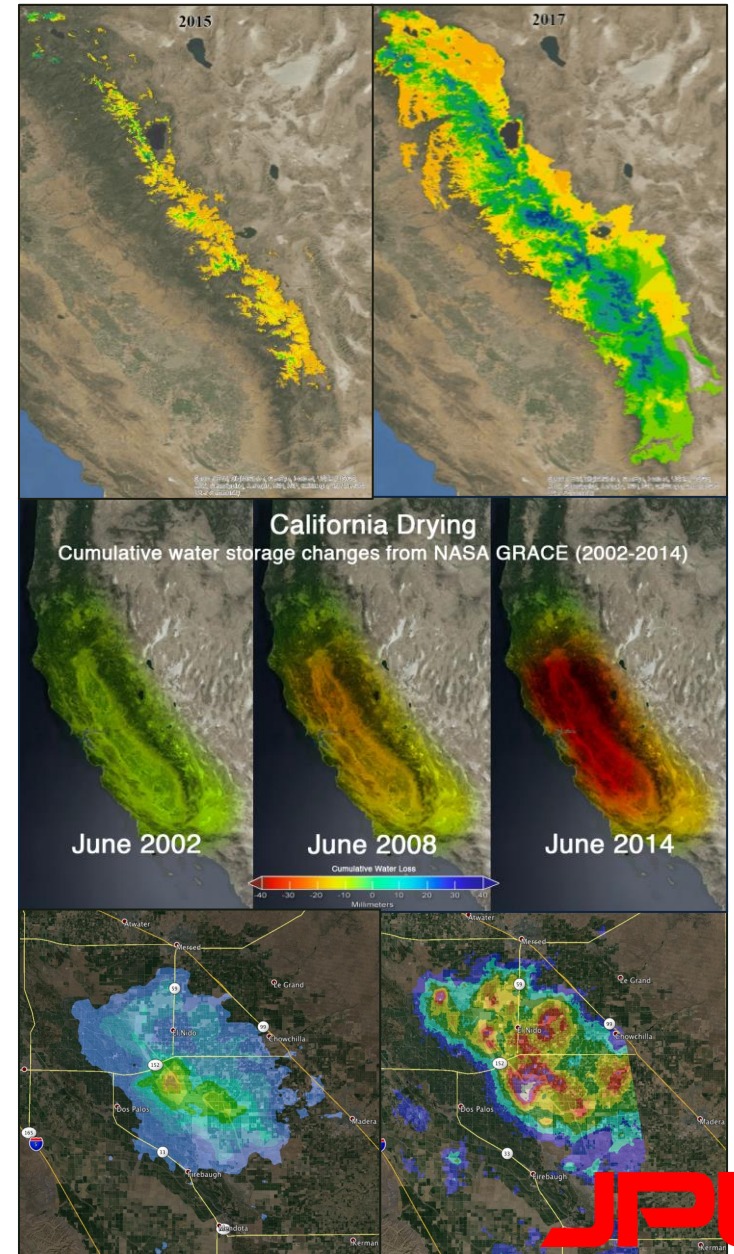 2015
2017
California Drying
Cumulative water storage changes from NASA GRACE (2002-2014)
June 2002
June 2008
June 2014
Cumulative Water Loss
-40 -30 -20 -10 0 10 20 30 40
Millimeters
Atwater
Merced
Le Grand
59
El Nido
99
Chowchilla
152
Dos Palos
Madera
165
5
33
Firebaugh
Mendota
Kerman
Atwater
Merced
Le Grand
59
El Nido
99
Chowchilla
152
Dos Palos
Madera
33
Firebaugh
Kerman
JPL